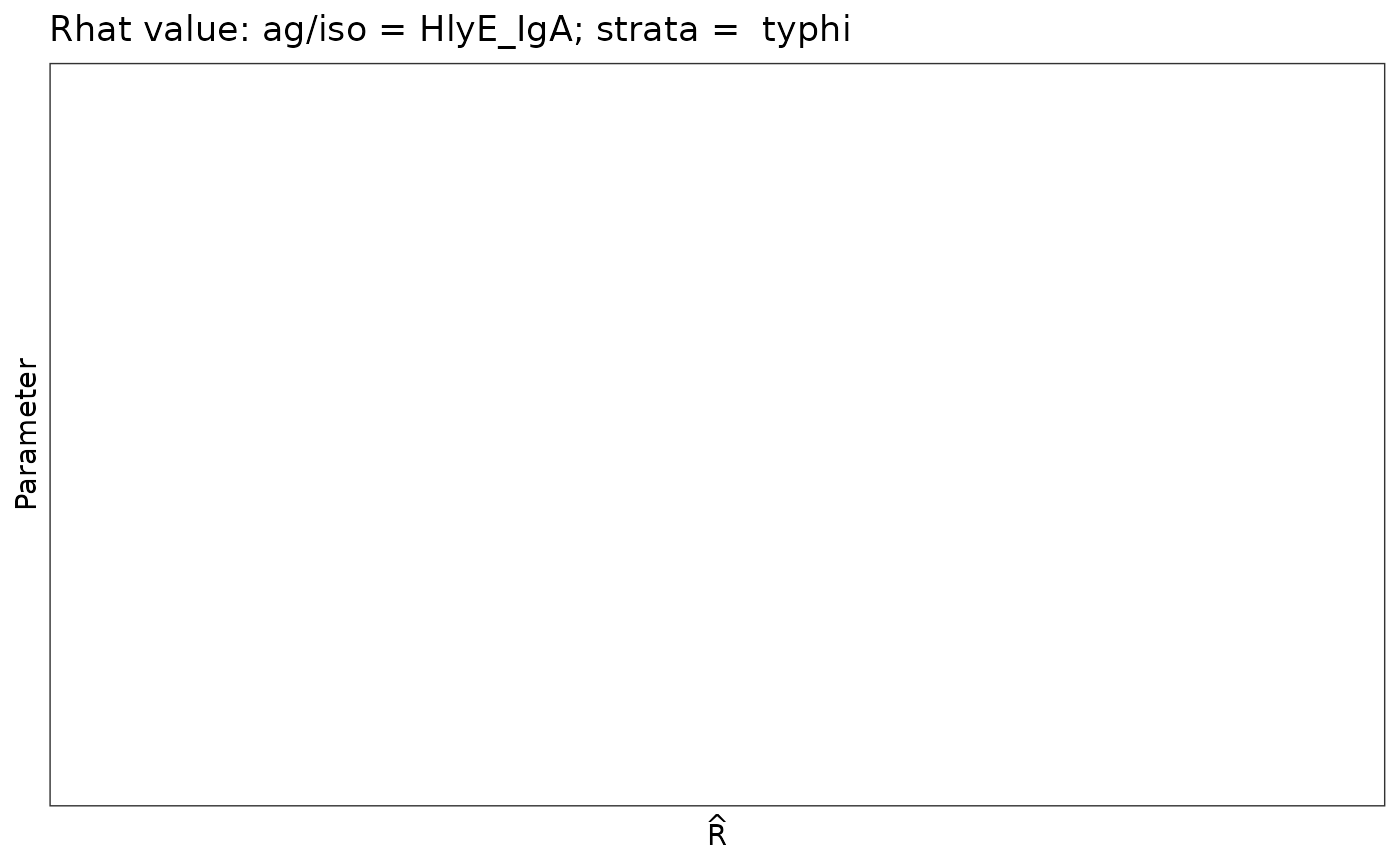 Rhat value: ag/iso = HlyE_IgA; strata =  typhi
Parameter
R̂